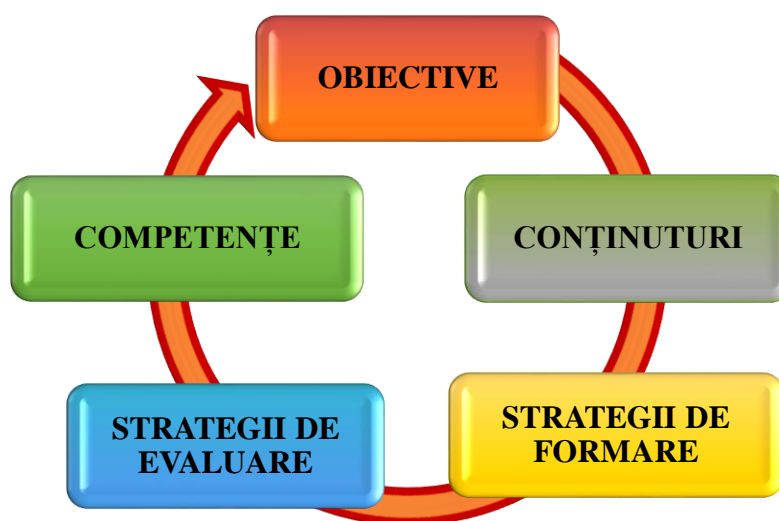 OBIECTIVE
CONȚINUTURI
STRATEGII DE
FORMARE
STRATEGII DE
EVALUARE
COMPETENȚE